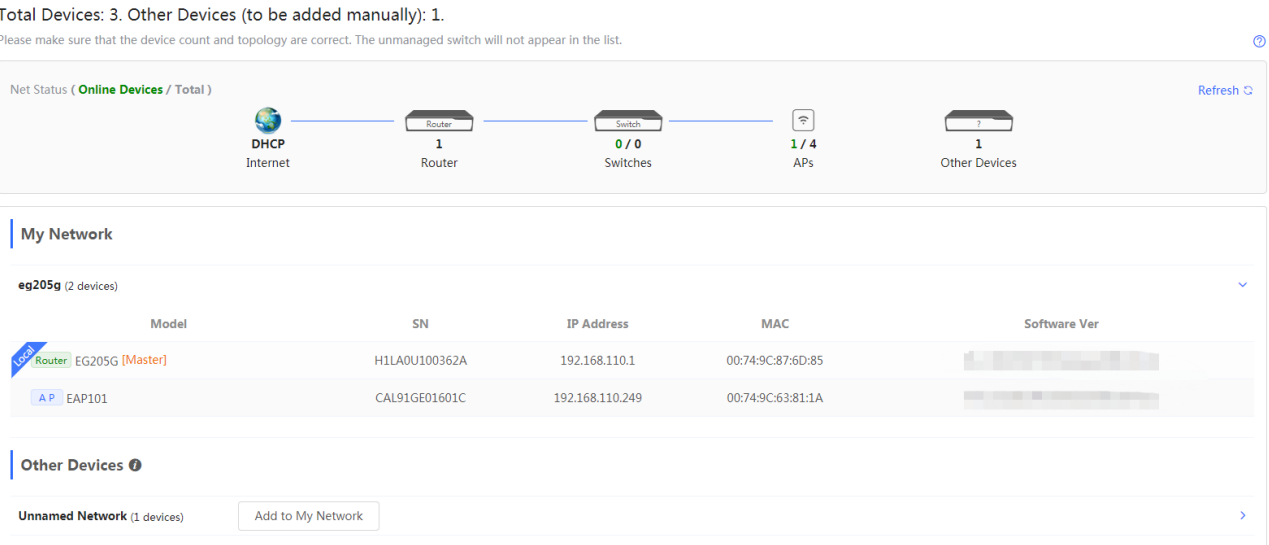 Total Devices: 3. Other Devices (to be added manually): 1.
Please make sure that the device count and topology are correct. The unmanaged switch will not appear in the list.
Net Status ( Online Devices / Total )
Refresh
Router
Switch
?
DHCP
1
0 / 0
1 / 4
1
Internet
Router
Switches
APs
Other Devices
My Network
eg205g (2 devices)
Model SN IP Address MAC Software Ver
Local
Router EG205G [Master] H1LA0U100362A 192.168.110.1 00:74:9C:87:6D:85
AP EAP101 CAL91GE01601C 192.168.110.249 00:74:9C:63:81:1A
Other Devices
Unnamed Network (1 devices) Add to My Network